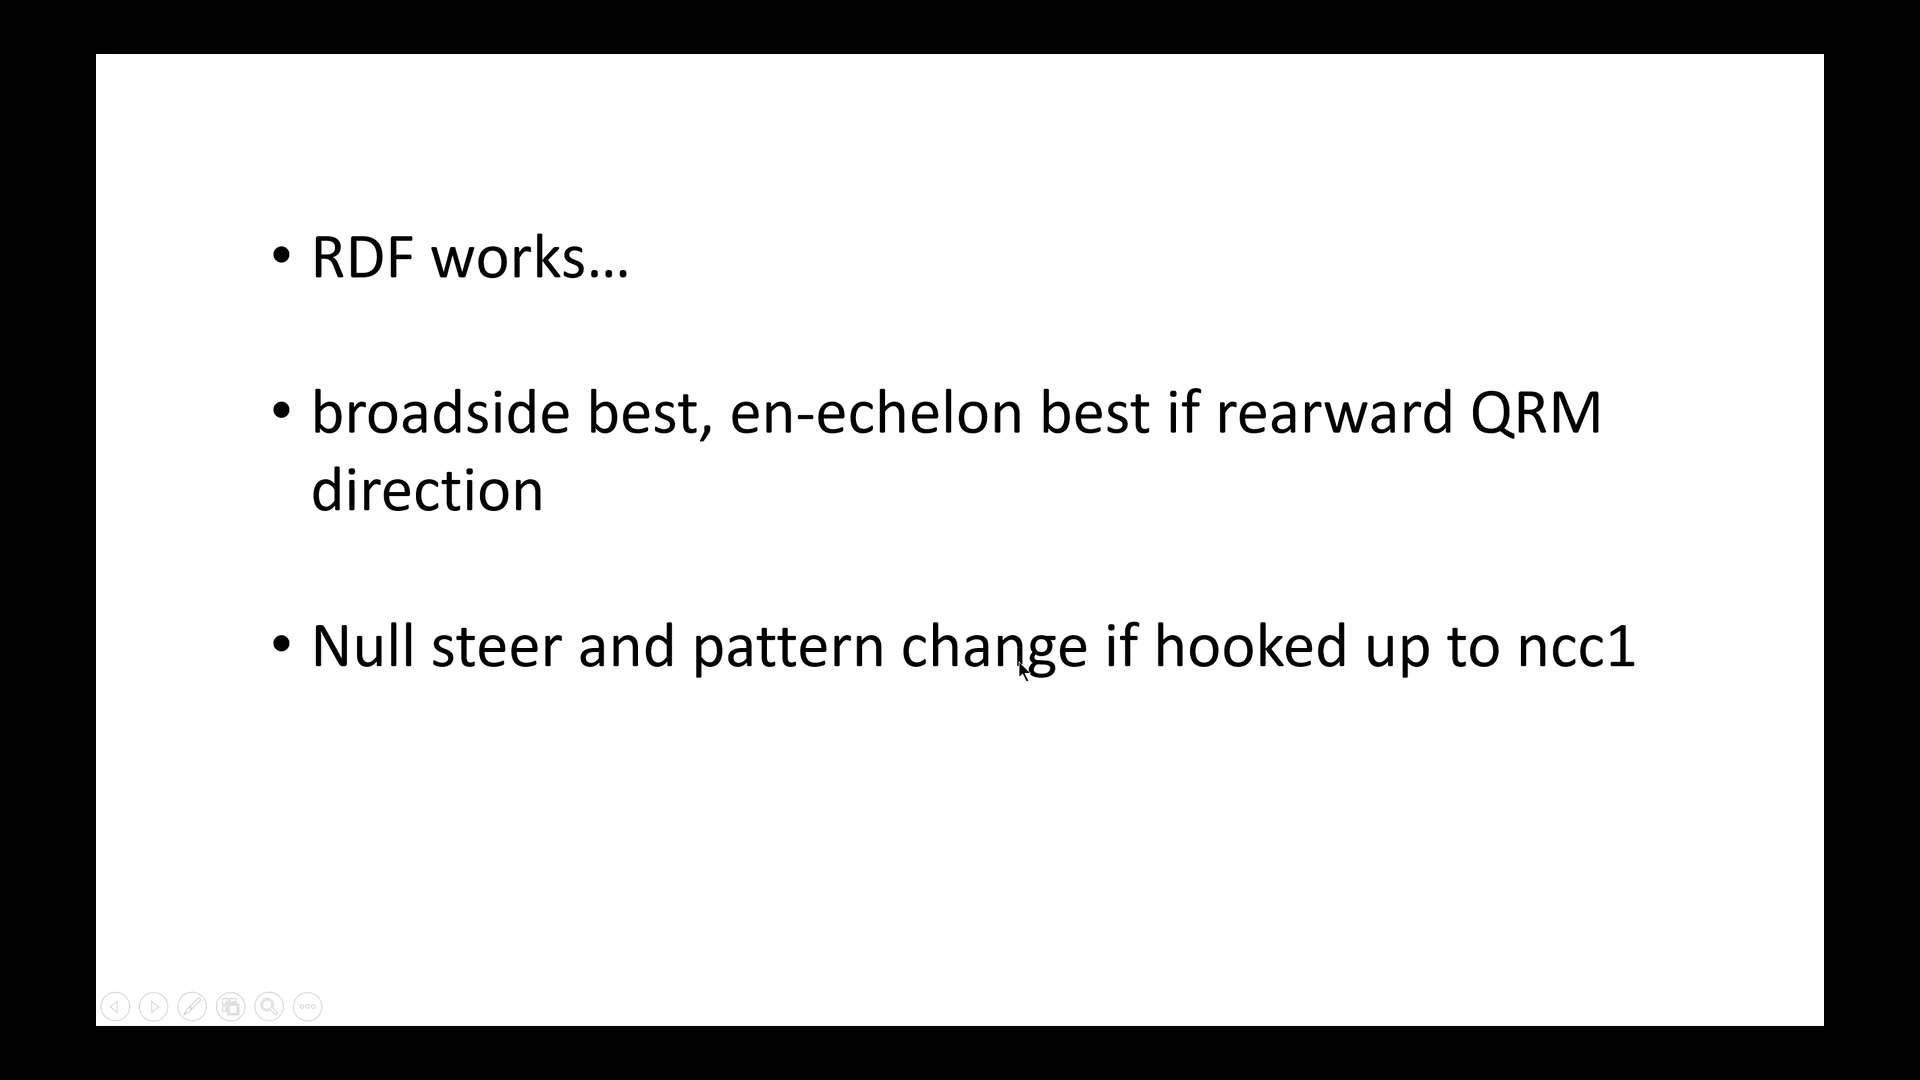 • RDF works...
• broadside best, en-echelon best if rearward QRM
direction
• Null steer and pattern change if hooked up to ncc1